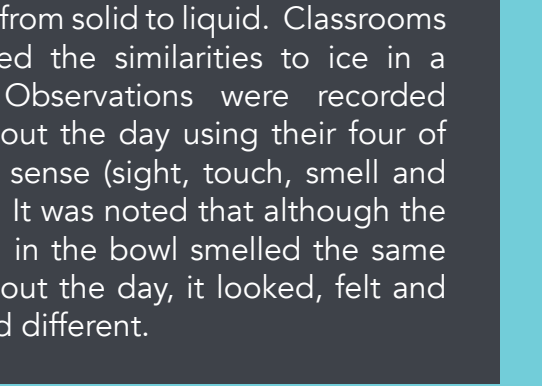 from solid to liquid. Classrooms
ed the similarities to ice in a
Observations were recorded
out the day using their four of
sense (sight, touch, smell and
It was noted that although the
in the bowl smelled the same
out the day, it looked, felt and
d different.